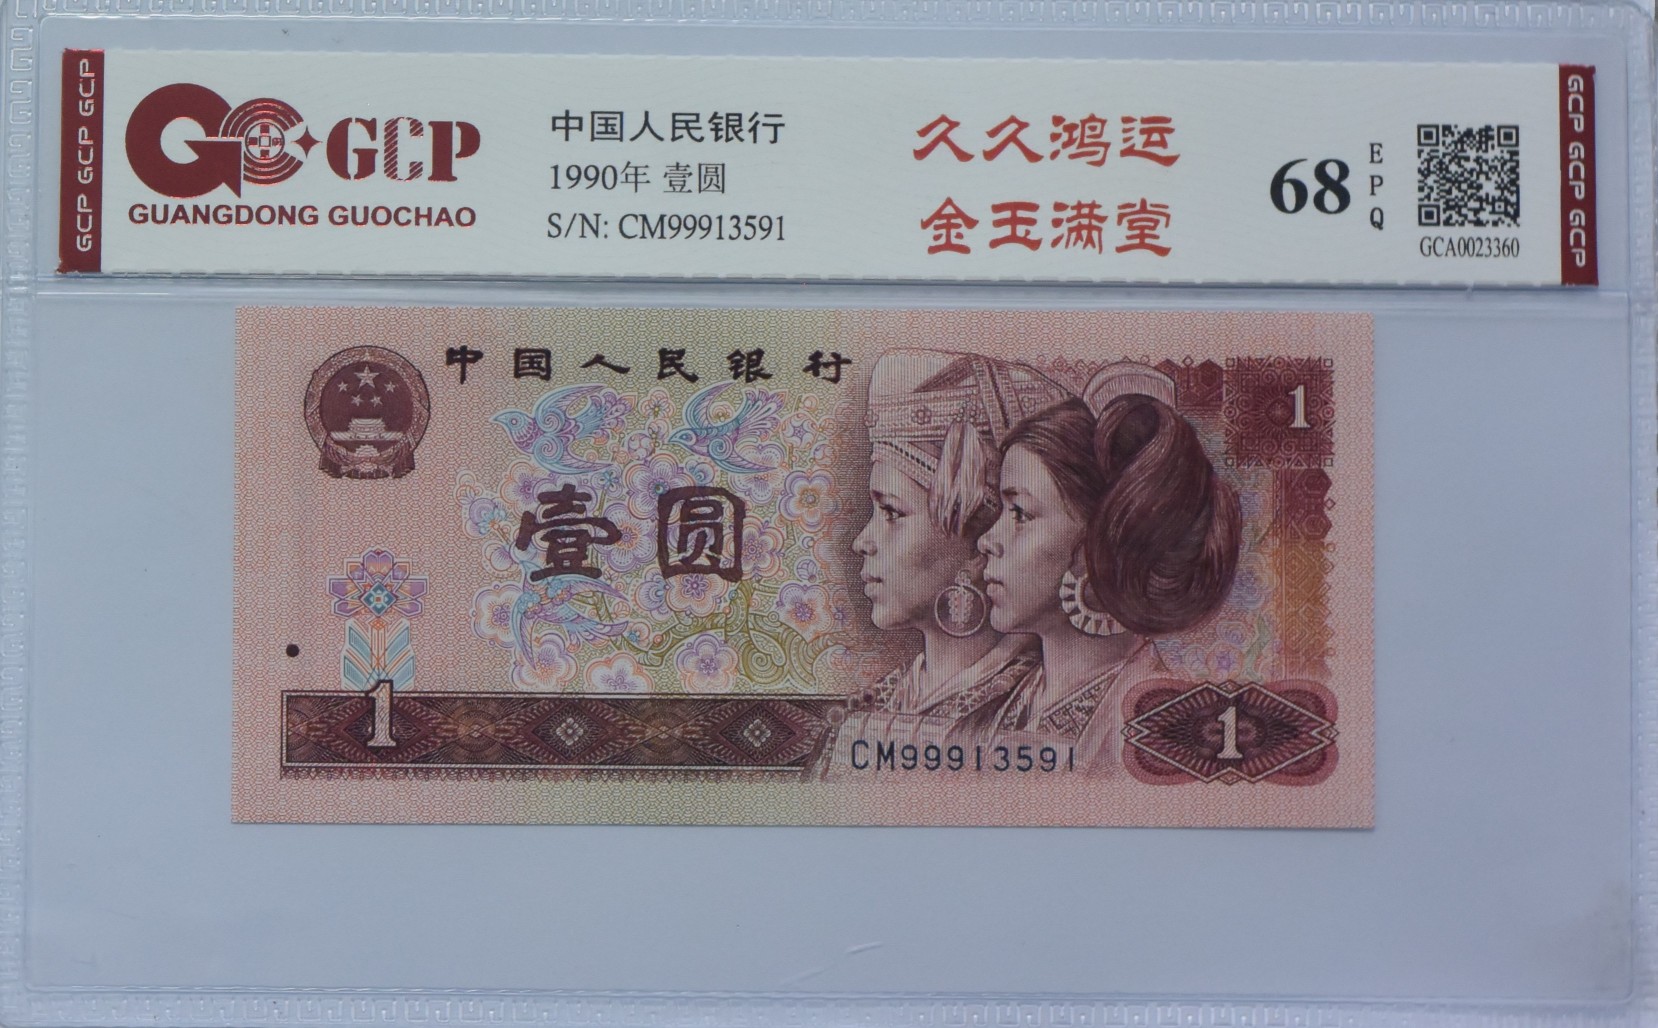 GCP GCP GCP
GCP
GUANGDONG GUOCHAO
中国人民银行
1990年 壹圆
S/N: CM99913591
久久鸿运
金玉满堂
68
E
P
Q
GCA0023360
GCP GCP GCP
中国人民银行
1
壹圆
1
CM99913591
1